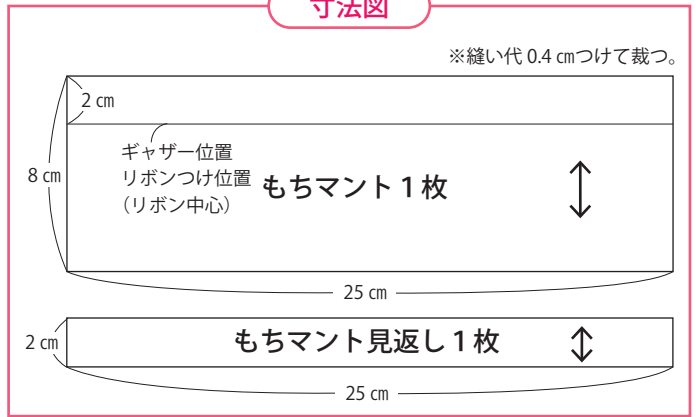 寸法図
※縫い代 0.4 ㎝つけて裁つ。
2 ㎝
8 ㎝
ギャザー位置
リボンつけ位置
（リボン中心）
もちマント 1 枚
25 ㎝
2 ㎝
もちマント見返し 1 枚
25 ㎝